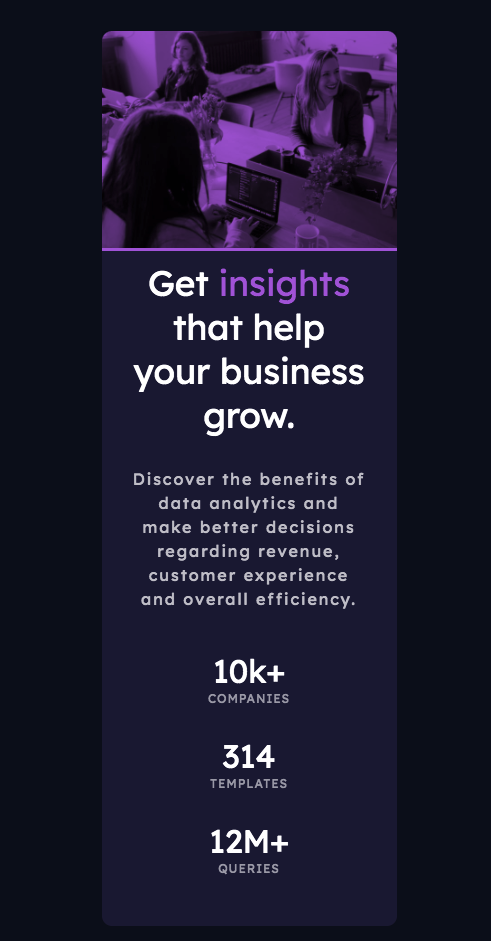 Get insights
that help
your business
grow.
Discover the benefits of
data analytics and
make better decisions
regarding revenue,
customer experience
and overall efficiency.
10k+
COMPANIES
314
TEMPLATES
12M+
QUERIES